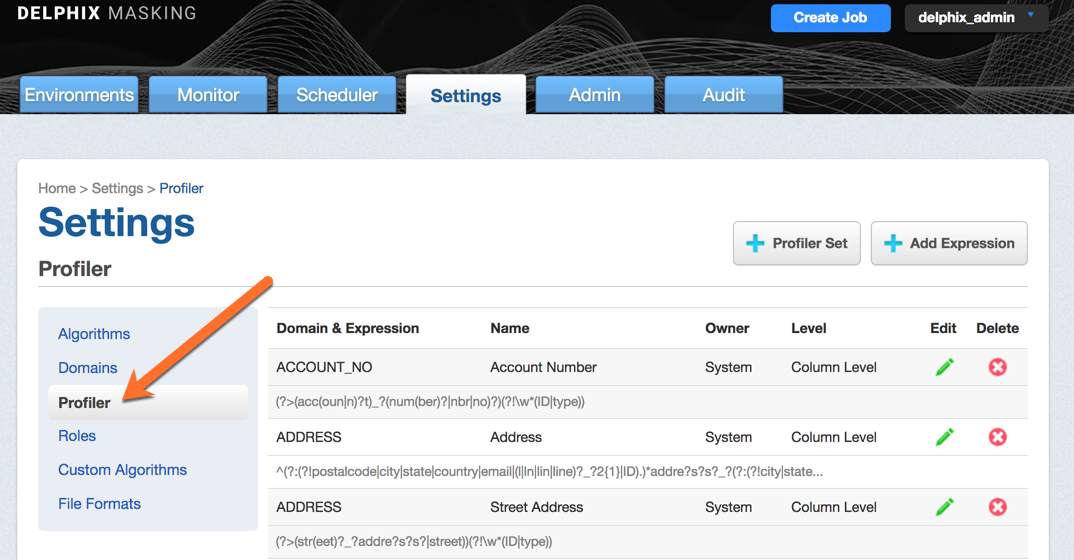 DELPHIX MASKING
Create Job
delphix_admin
Environments
Monitor
Scheduler
Settings
Admin
Audit
Home > Settings > Profiler
Settings
Profiler Set
Add Expression
Profiler
Algorithms
Domains
Profiler
Roles
Custom Algorithms
File Formats
Domain & Expression Name Owner Level Edit Delete
ACCOUNT_NO Account Number System Column Level
(?>(acc(oun|n)?t)_?(num(ber)?|nbr|no)?)(?!\w*(ID|type))
ADDRESS Address System Column Level
^(?:(?!postalcode|city|state|country|email|(l|ln|lin|line)?_?2{1}|ID).)*addre?s?s?_?(?:(?!city|state...
ADDRESS Street Address System Column Level
(?>(str(eet)?_?addre?s?s?|street))(?!\w*(ID|type))